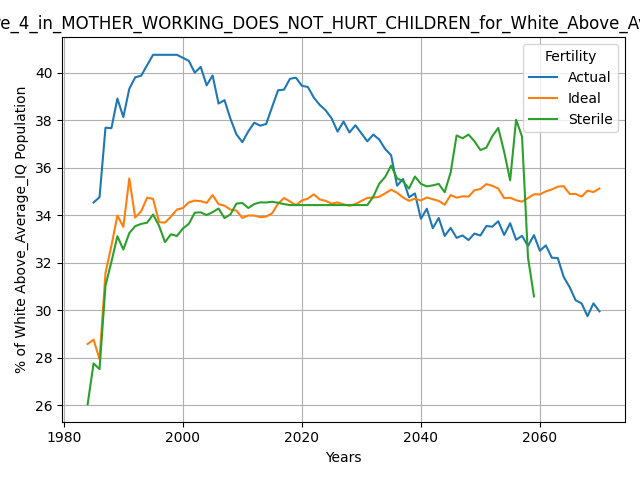 re_4_in_MOTHER_WORKING_DOES_NOT_HURT_CHILDREN_for_White_Above_Av
% of White Above_Average_IQ Population
40
38
36
34
32
30
28
26
Fertility
Actual
Ideal
Sterile
1980
2000
2020
2040
2060
Years